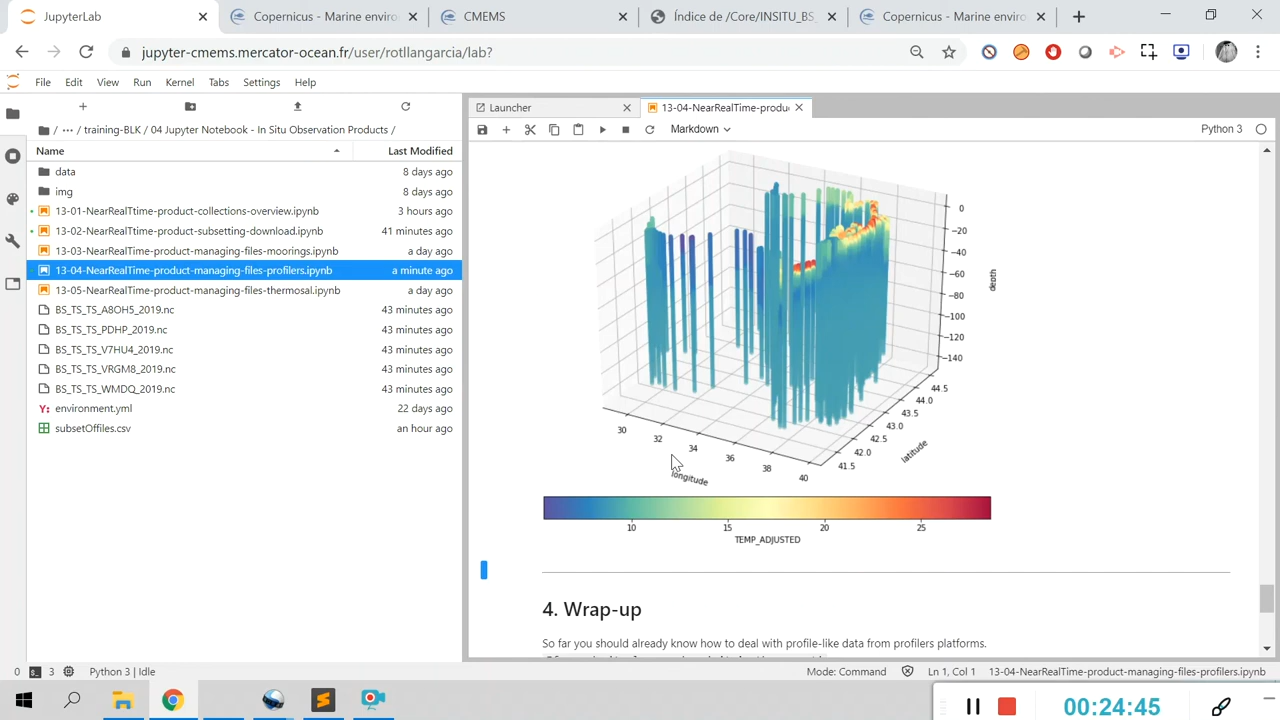 JupyterLab
Copernicus - Marine enviro
CMEMS
Índice de /Core/INSITU_BS_
Copernicus - Marine enviro
jupyter-cmems.mercator-ocean.fr/user/rotllangarcia/lab?
File Edit View Run Kernel Tabs Settings Help
Launcher
13-04-NearRealTime-produ
/ ··· / training-BLK / 04 Jupyter Notebook - In Situ Observation Products /
Markdown
Python 3
Name
Last Modified
data 8 days ago
img 8 days ago
13-01-NearRealTtime-product-collections-overview.ipynb 3 hours ago
13-02-NearRealTtime-product-subsetting-download.ipynb 41 minutes ago
13-03-NearRealTime-product-managing-files-moorings.ipynb a day ago
13-04-NearRealTime-product-managing-files-profilers.ipynb a minute ago
13-05-NearRealTime-product-managing-files-thermosal.ipynb a day ago
BS_TS_TS_A8OH5_2019.nc 43 minutes ago
BS_TS_TS_PDHP_2019.nc 43 minutes ago
BS_TS_TS_V7HU4_2019.nc 43 minutes ago
BS_TS_TS_VRGM8_2019.nc 43 minutes ago
BS_TS_TS_WMDQ_2019.nc 43 minutes ago
Y: environment.yml 22 days ago
subsetOffiles.csv an hour ago
0
−20
−40
−60
−80
−100
−120
−140
depth
44.5
44.0
43.5
43.0
42.5
42.0
41.5
latitude
30 32 34 36 38 40
longitude
10 15 20 25
TEMP_ADJUSTED
4. Wrap-up
So far you should already know how to deal with profile-like data from profilers platforms.
0 3 Python 3 | Idle
Mode: Command Ln 1, Col 1 13-04-NearRealTime-product-managing-files-profilers.ipynb
00:24:45